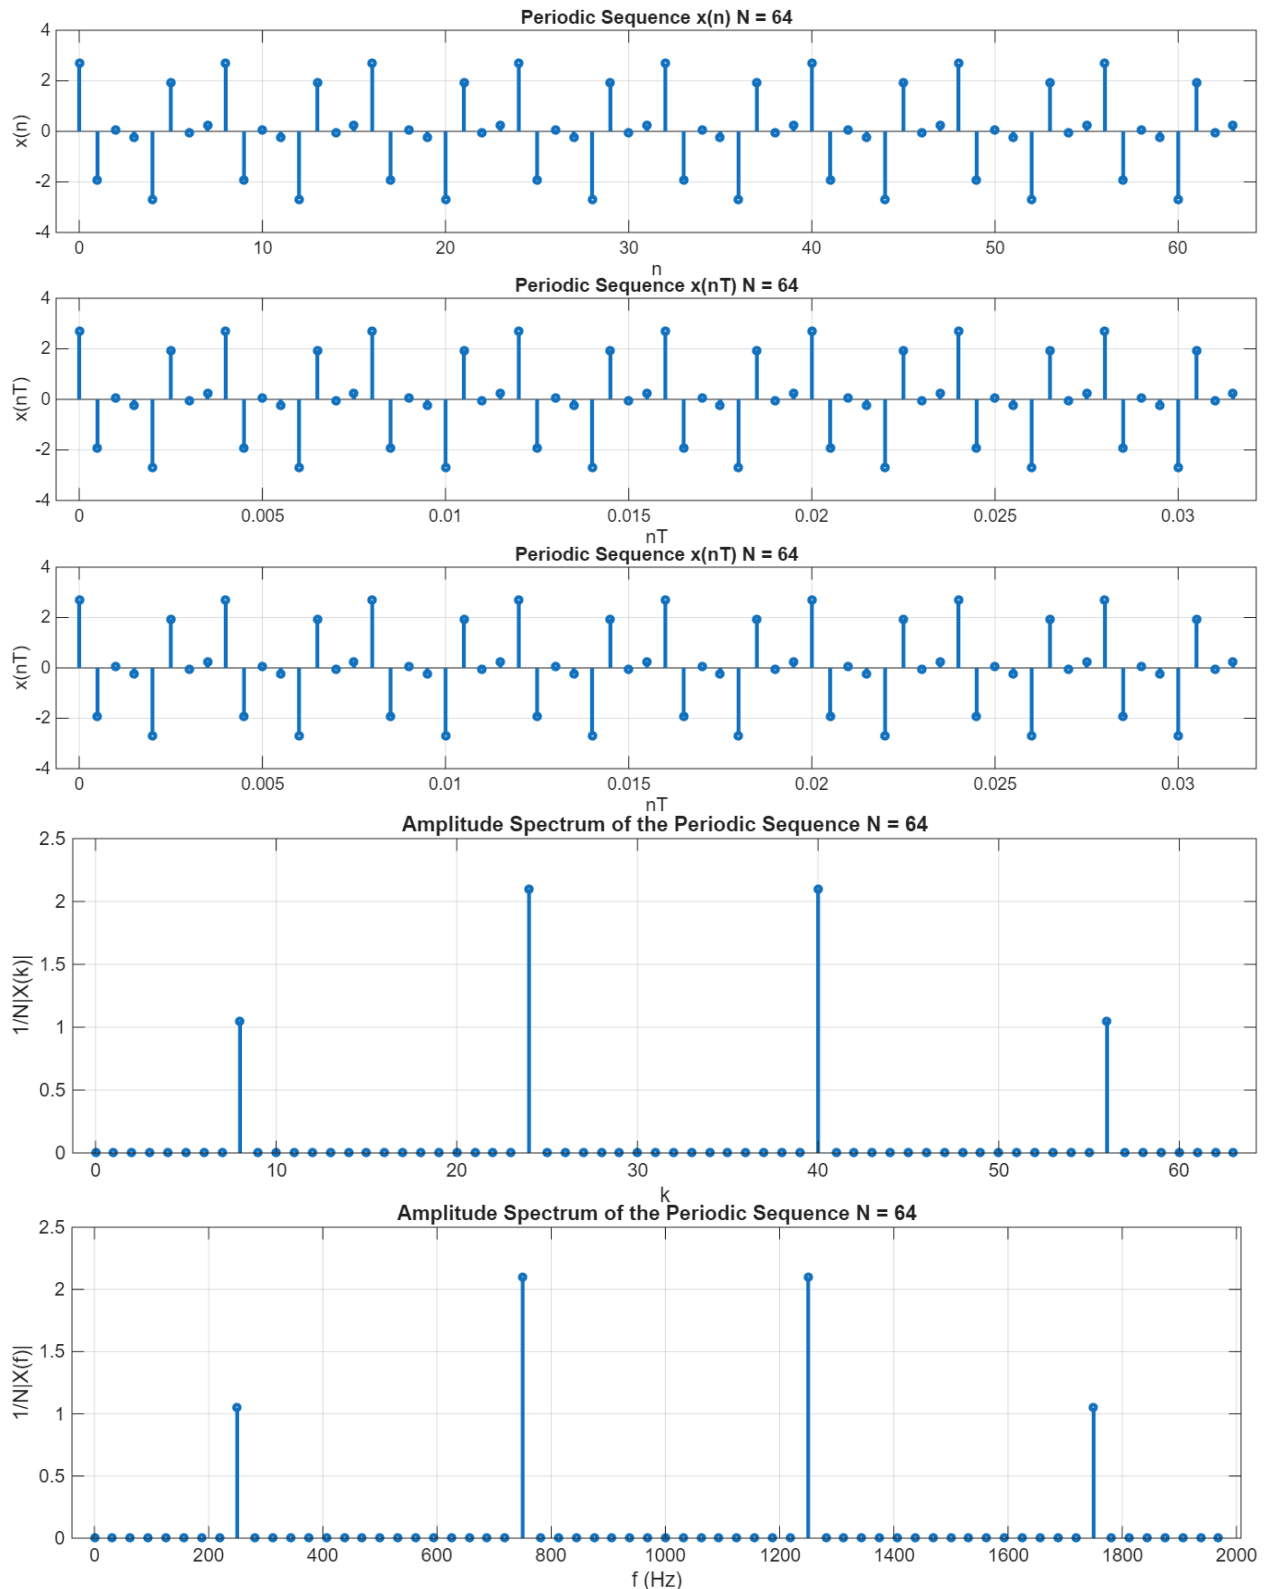 Periodic Sequence x(n) N = 64
4
2
0
-2
-4
x(n)
0 10 20 30 40 50 60
n
Periodic Sequence x(nT) N = 64
4
2
0
-2
-4
x(nT)
0 0.005 0.01 0.015 0.02 0.025 0.03
nT
Periodic Sequence x(nT) N = 64
4
2
0
-2
-4
x(nT)
0 0.005 0.01 0.015 0.02 0.025 0.03
nT
Amplitude Spectrum of the Periodic Sequence N = 64
2.5
2
1.5
1
0.5
0
1/N|X(k)|
0 10 20 30 40 50 60
k
Amplitude Spectrum of the Periodic Sequence N = 64
2.5
2
1.5
1
0.5
0
1/N|X(f)|
0 200 400 600 800 1000 1200 1400 1600 1800 2000
f (Hz)